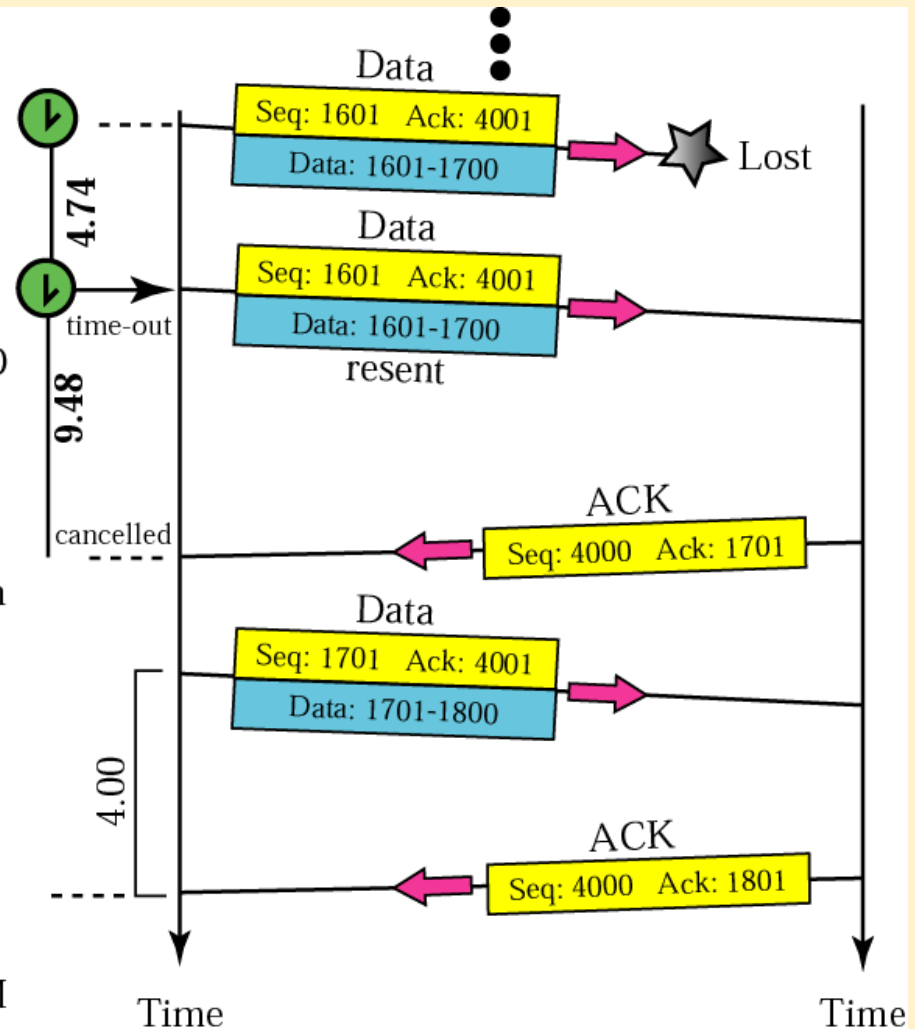 Data
Seq: 1601 Ack: 4001
Data: 1601-1700
Lost
4.74
Data
Seq: 1601 Ack: 4001
Data: 1601-1700
time-out
resent
9.48
ACK
cancelled
Seq: 4000 Ack: 1701
Data
Seq: 1701 Ack: 4001
Data: 1701-1800
4.00
ACK
Seq: 4000 Ack: 1801
Time
Time